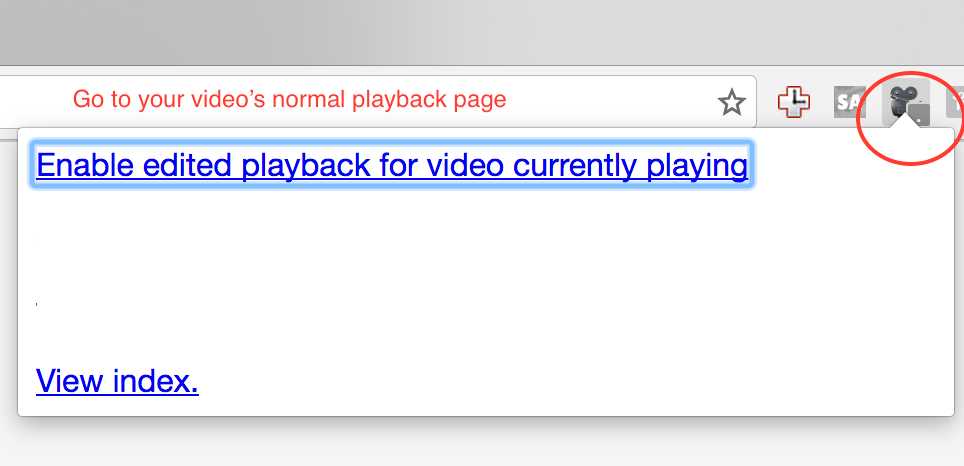 Go to your video's normal playback page
SA
Enable edited playback for video currently playing
View index.